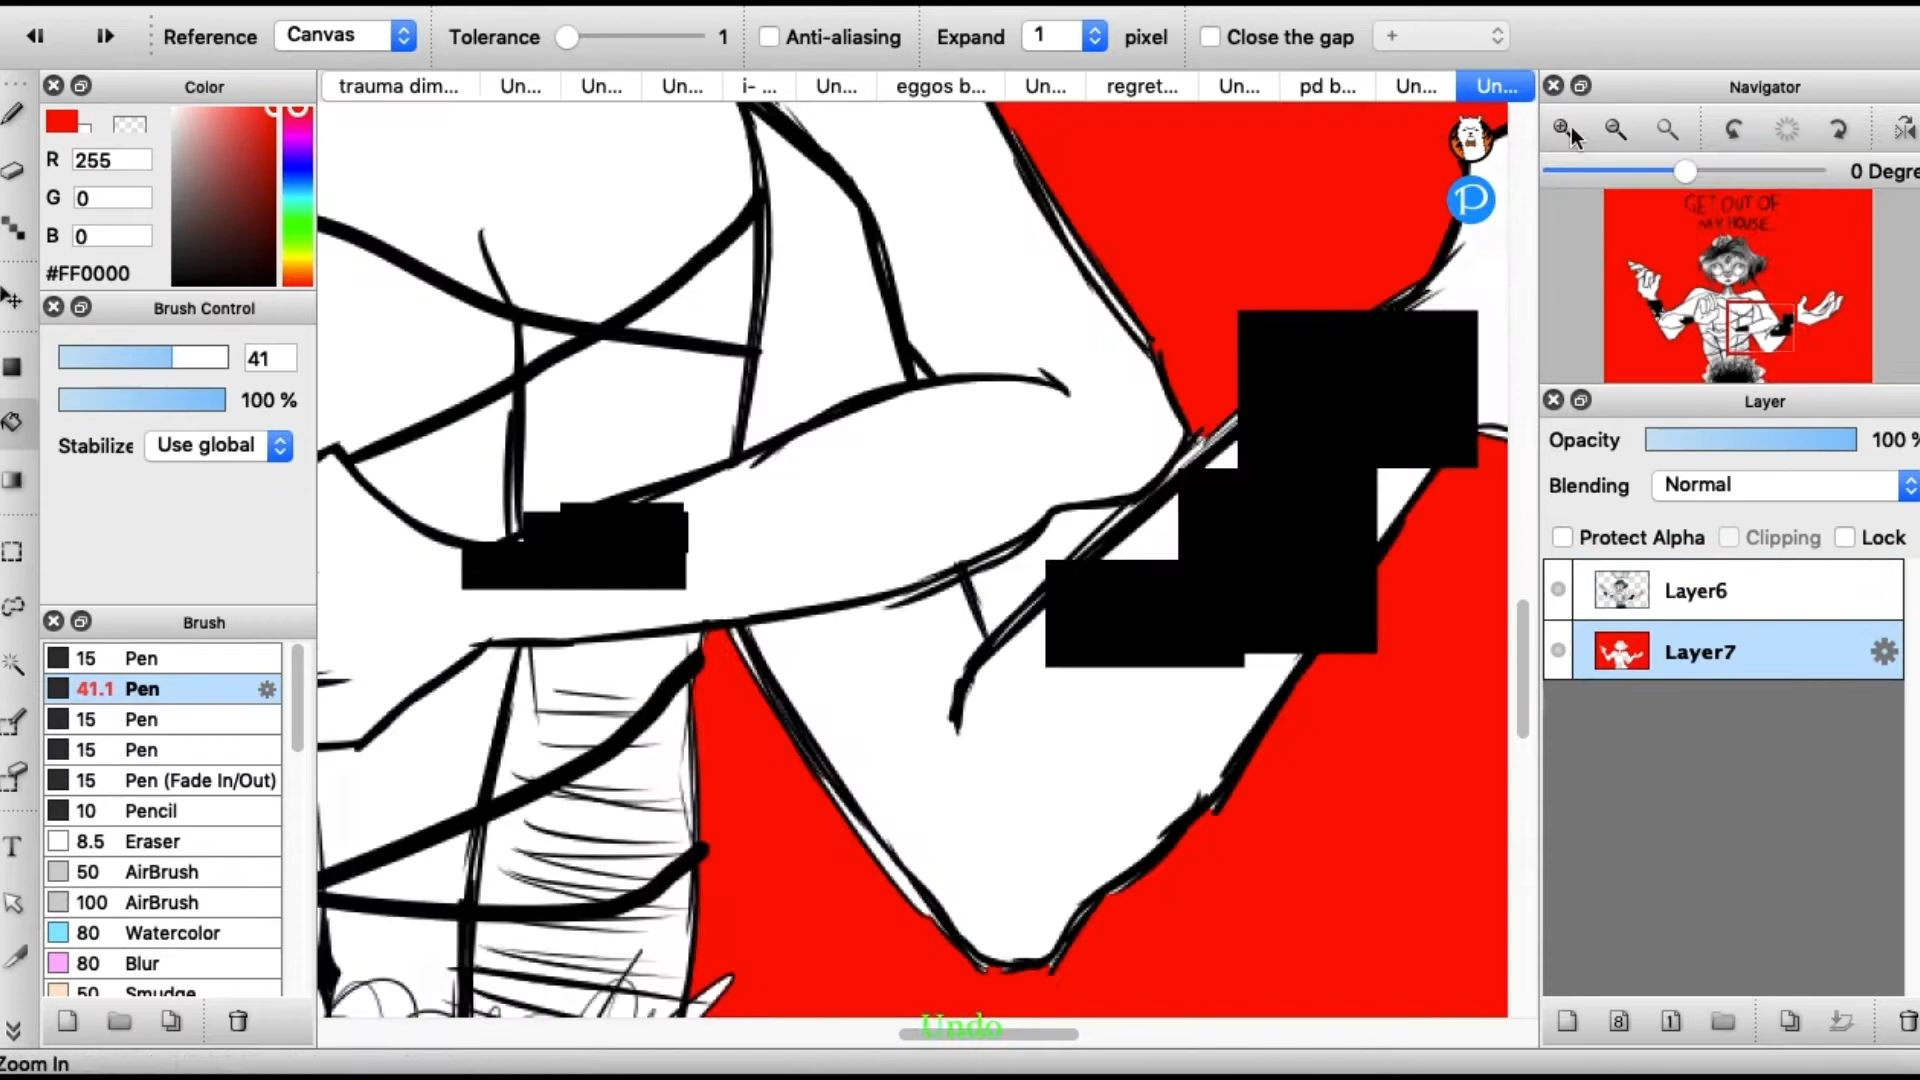 Reference Canvas Tolerance 1 Anti-aliasing Expand 1 pixel Close the gap +
Color
trauma dim... Un... Un... Un... i- ... Un... eggos b... Un... regret... Un... pd b... Un... Un...
Navigator
R 255
G 0
B 0
#FF0000
0 Degre
GET OUT OF
MY HOUSE.
P
Brush Control
41
100 %
Stabilize Use global
Layer
Opacity 100 %
Blending Normal
Protect Alpha Clipping Lock
Layer6
Layer7
Brush
15 Pen
41.1 Pen
15 Pen
15 Pen
15 Pen (Fade In/Out)
10 Pencil
8.5 Eraser
50 AirBrush
100 AirBrush
80 Watercolor
80 Blur
50 Smudge
T
8 1
Undo
Zoom In